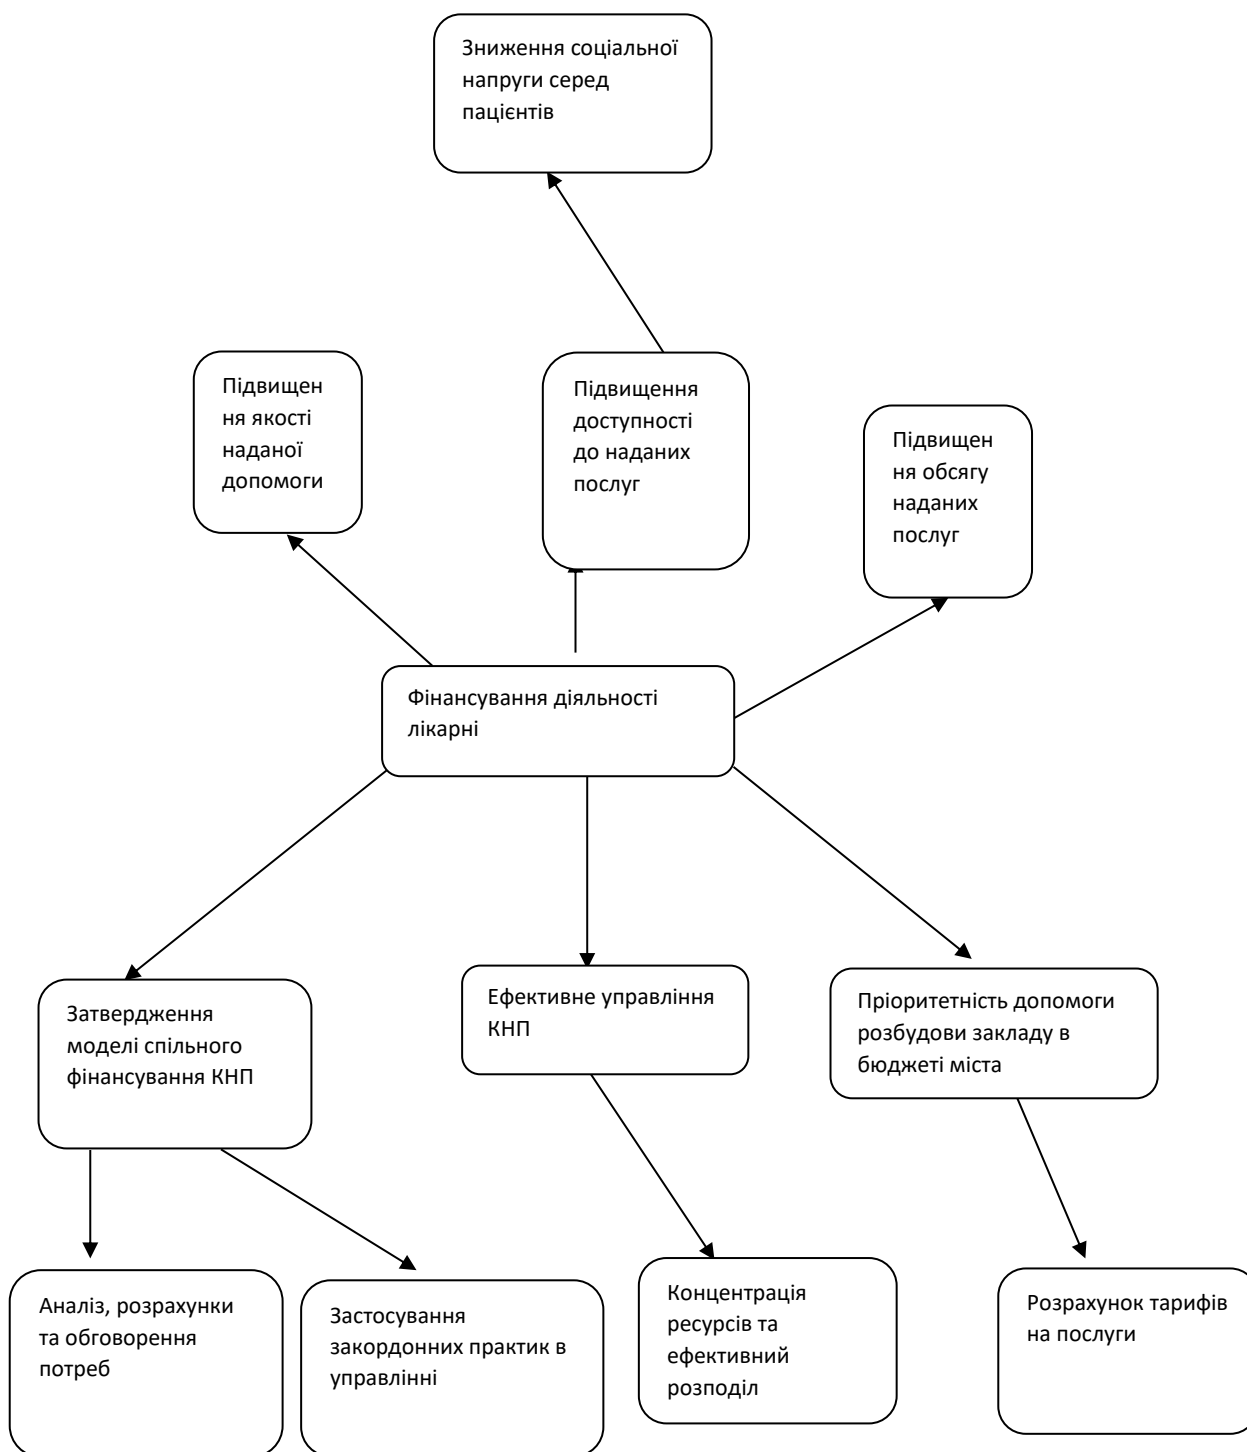 Зниження соціальної
напруги серед
пацієнтів
Підвищен
ня якості
наданої
допомоги
Підвищення
доступності
до наданих
послуг
Підвищен
ня обсягу
наданих
послуг
Фінансування діяльності
лікарні
Затвердження
моделі спільного
фінансування КНП
Ефективне управління
КНП
Пріоритетність допомоги
розбудови закладу в
бюджеті міста
Аналіз, розрахунки
та обговорення
потреб
Застосування
закордонних практик в
управлінні
Концентрація
ресурсів та
ефективний
розподіл
Розрахунок тарифів
на послуги